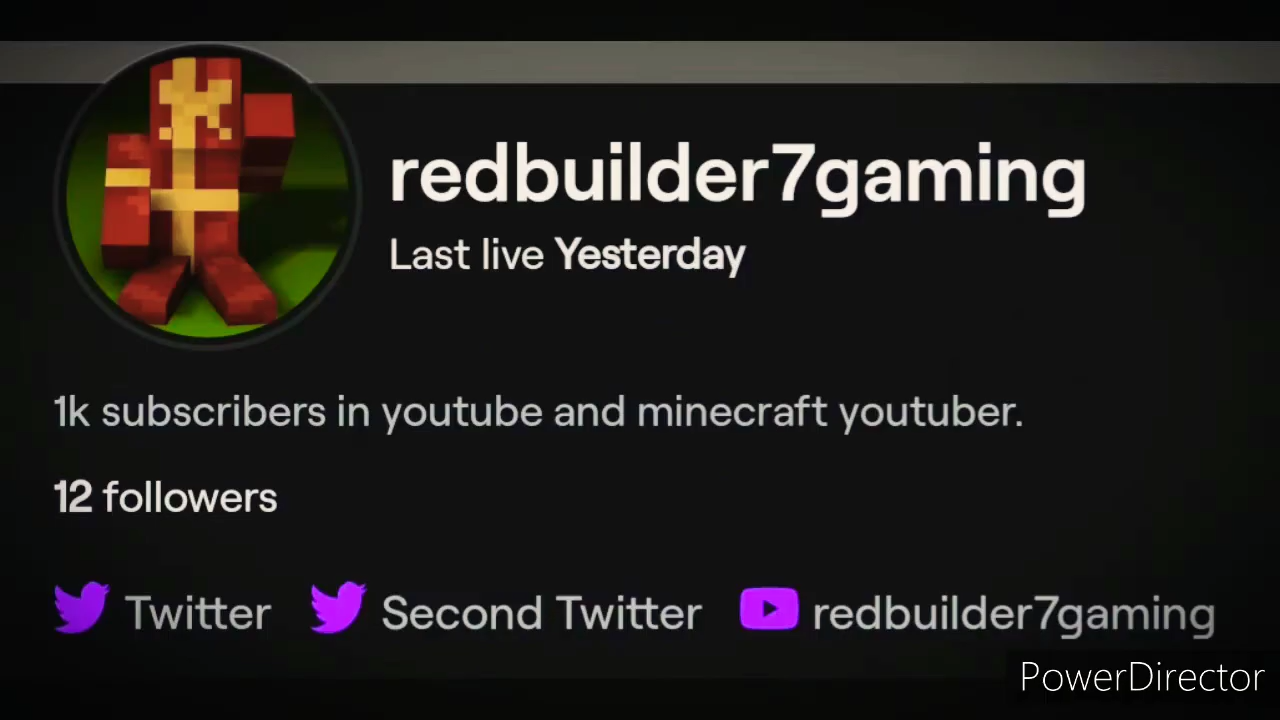 redbuilder7gaming
Last live Yesterday
1k subscribers in youtube and minecraft youtuber.
12 followers
Twitter Second Twitter redbuilder7gaming
PowerDirector